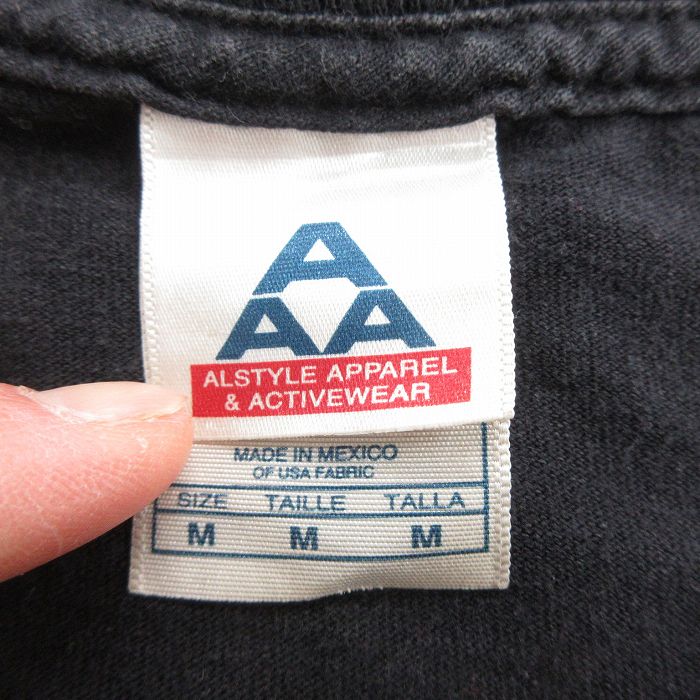 A
AA
ALSTYLE APPAREL
& ACTIVEWEAR
MADE IN MEXICO
OF USA FABRIC
SIZE TAILLE TALLA
M M M